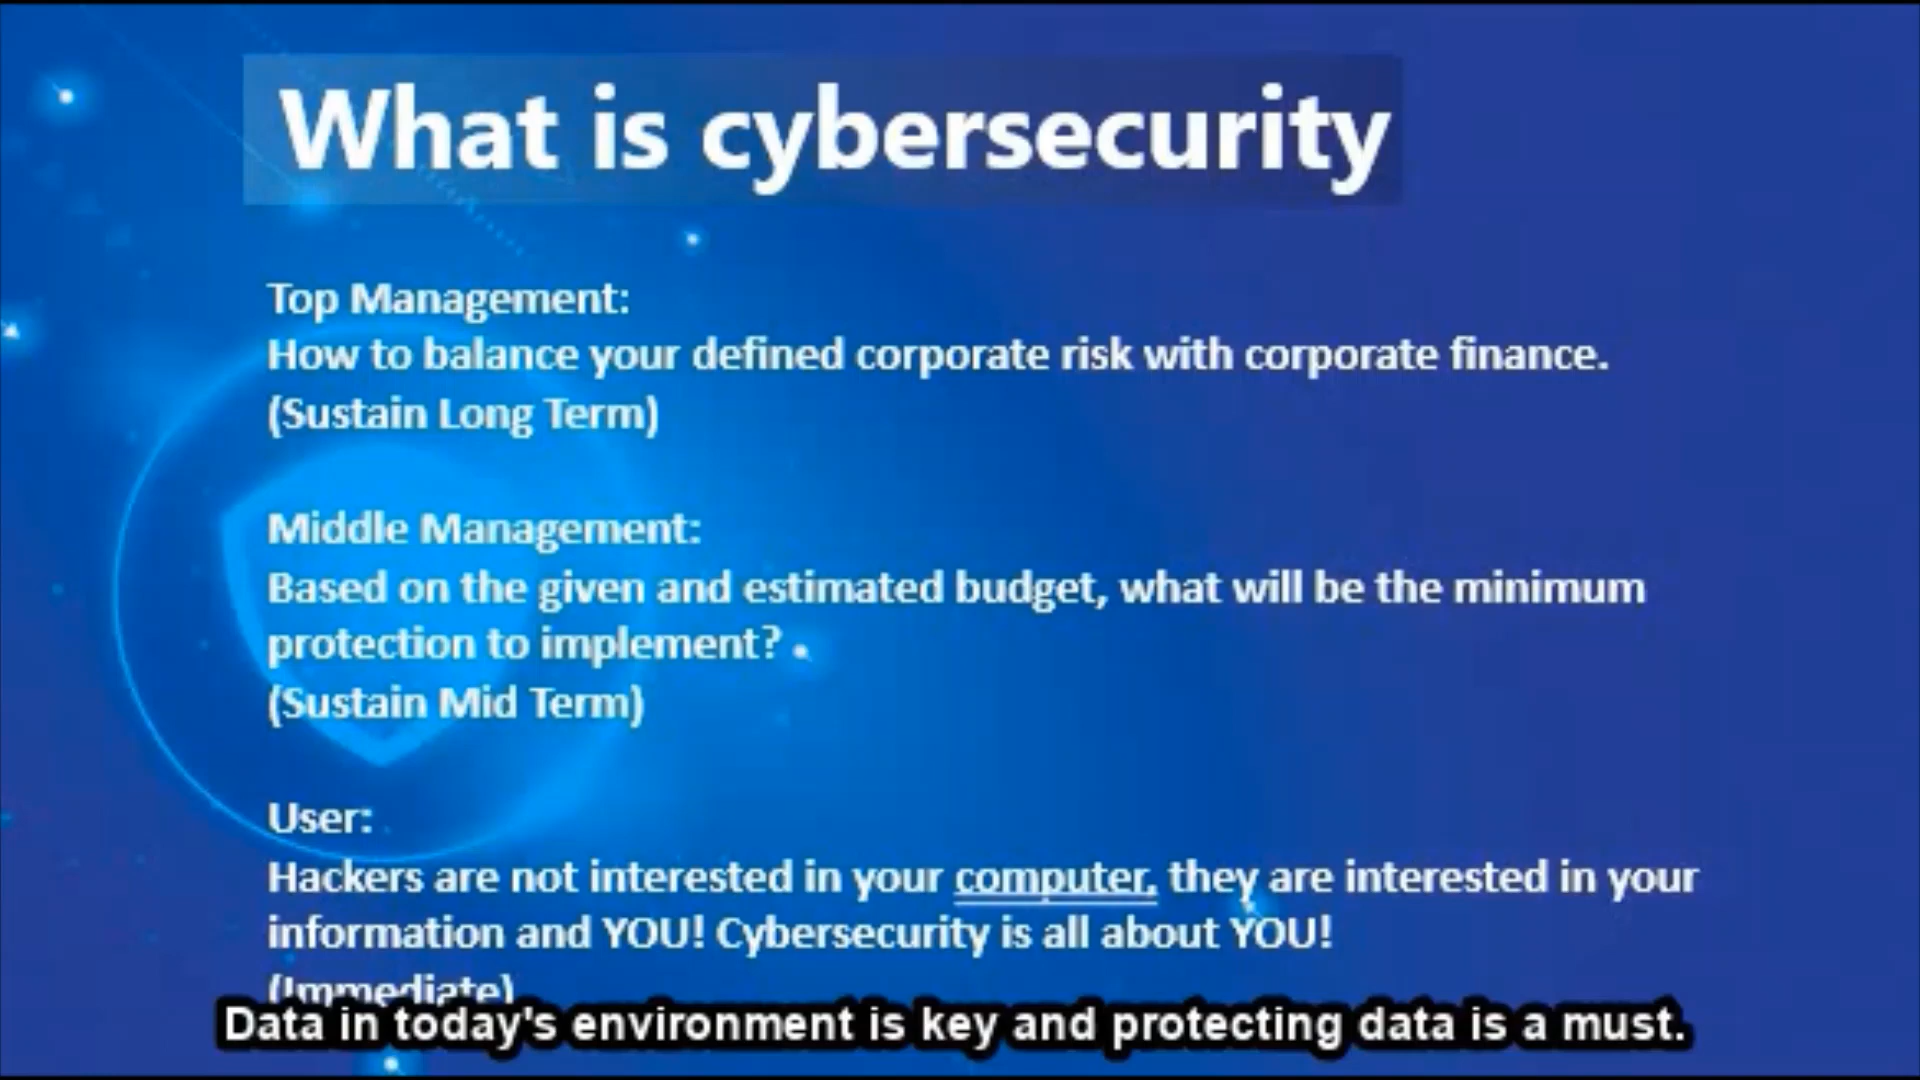 What is cybersecurity
Top Management:
How to balance your defined corporate risk with corporate finance.
(Sustain Long Term)
Middle Management:
Based on the given and estimated budget, what will be the minimum
protection to implement?
(Sustain Mid Term)
User:
Hackers are not interested in your computer, they are interested in your
information and YOU! Cybersecurity is all about YOU!
(Immediate)
Data in today's environment is key and protecting data is a must.